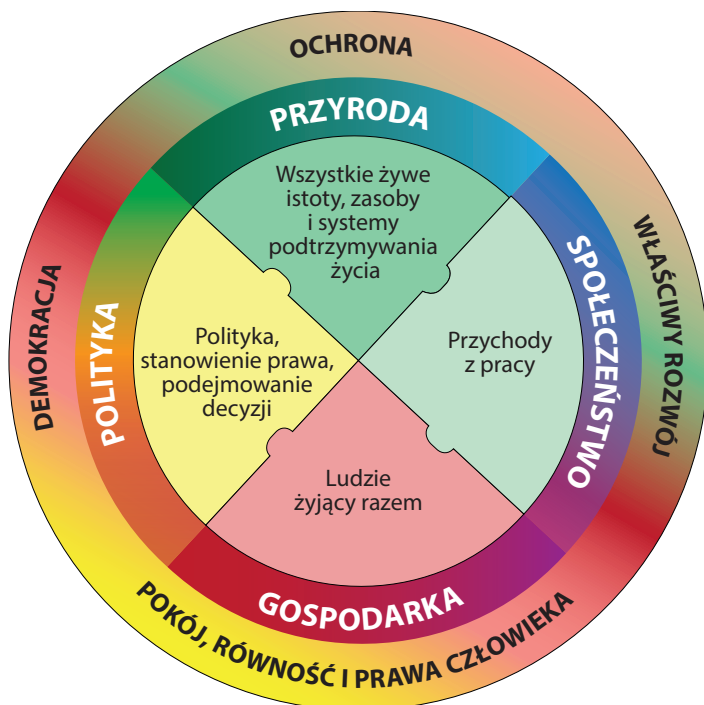 OCHRONA
PRZYRODA
Wszystkie żywe
istoty, zasoby
i systemy
podtrzymywania
życia
DEMOKRACJA
POLITYKA
Polityka,
stanowienie prawa,
podejmowanie
decyzji
Przychody
z pracy
SPOŁECZEŃSTWO
WŁAŚCIWY ROZWÓJ
Ludzie
żyjący razem
GOSPODARKA
POKÓJ, RÓWNOŚĆ I PRAWA CZŁOWIEKA